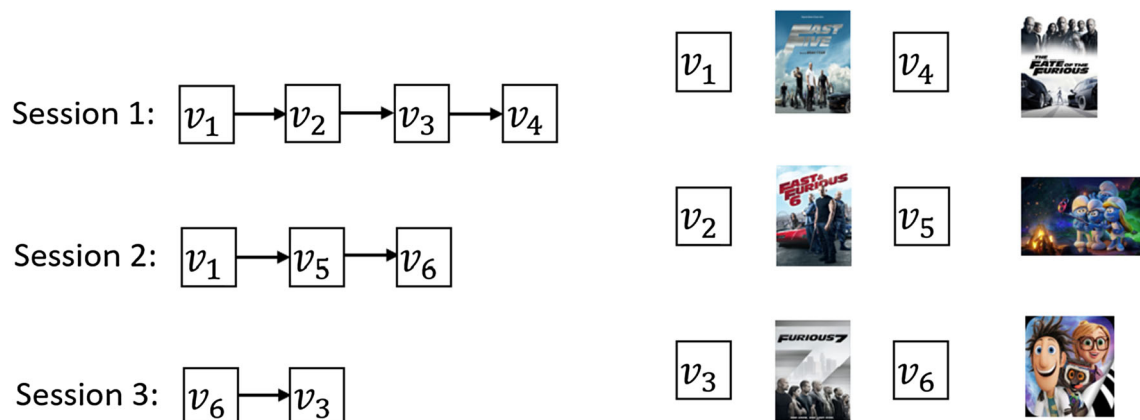 Session 1: v₁ v₂ v₃ v₄
Session 2: v₁ v₅ v₆
Session 3: v₆ v₃
v₁ FAST FIVE v₄ THE FATE OF THE FURIOUS
v₂ FAST & FURIOUS 6 v₅
v₃ FURIOUS 7 v₆